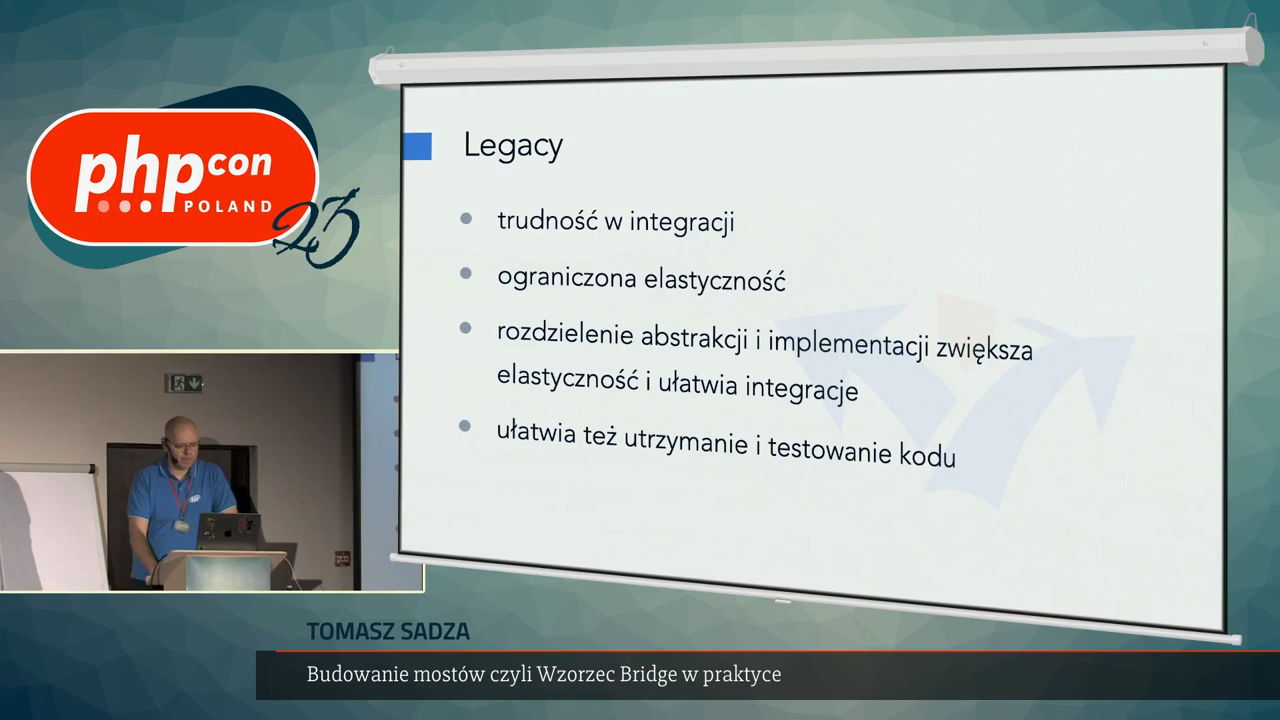 phpcon
POLAND
23
Legacy
trudność w integracji
ograniczona elastyczność
rozdzielenie abstrakcji i implementacji zwiększa
elastyczność i ułatwia integracje
ułatwia też utrzymanie i testowanie kodu
TOMASZ SADZA
Budowanie mostów czyli Wzorzec Bridge w praktyce